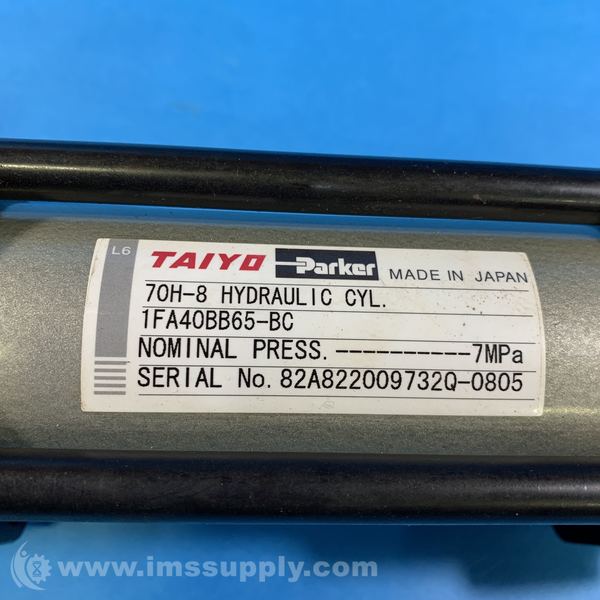 L6
TAIYO Parker MADE IN JAPAN
70H-8 HYDRAULIC CYL.
1FA40BB65-BC
NOMINAL PRESS.----------7MPa
SERIAL No. 82A822009732Q-0805
www.imssupply.com